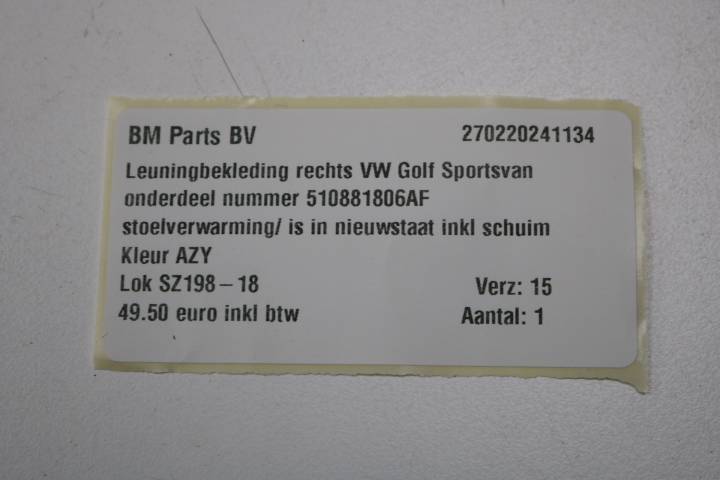 BM Parts BV 270220241134
Leuningbekleding rechts VW Golf Sportsvan
onderdeel nummer 510881806AF
stoelverwarming/ is in nieuwstaat inkl schuim
Kleur AZY
Lok SZ198-18 Verz: 15
49.50 euro inkl btw Aantal: 1